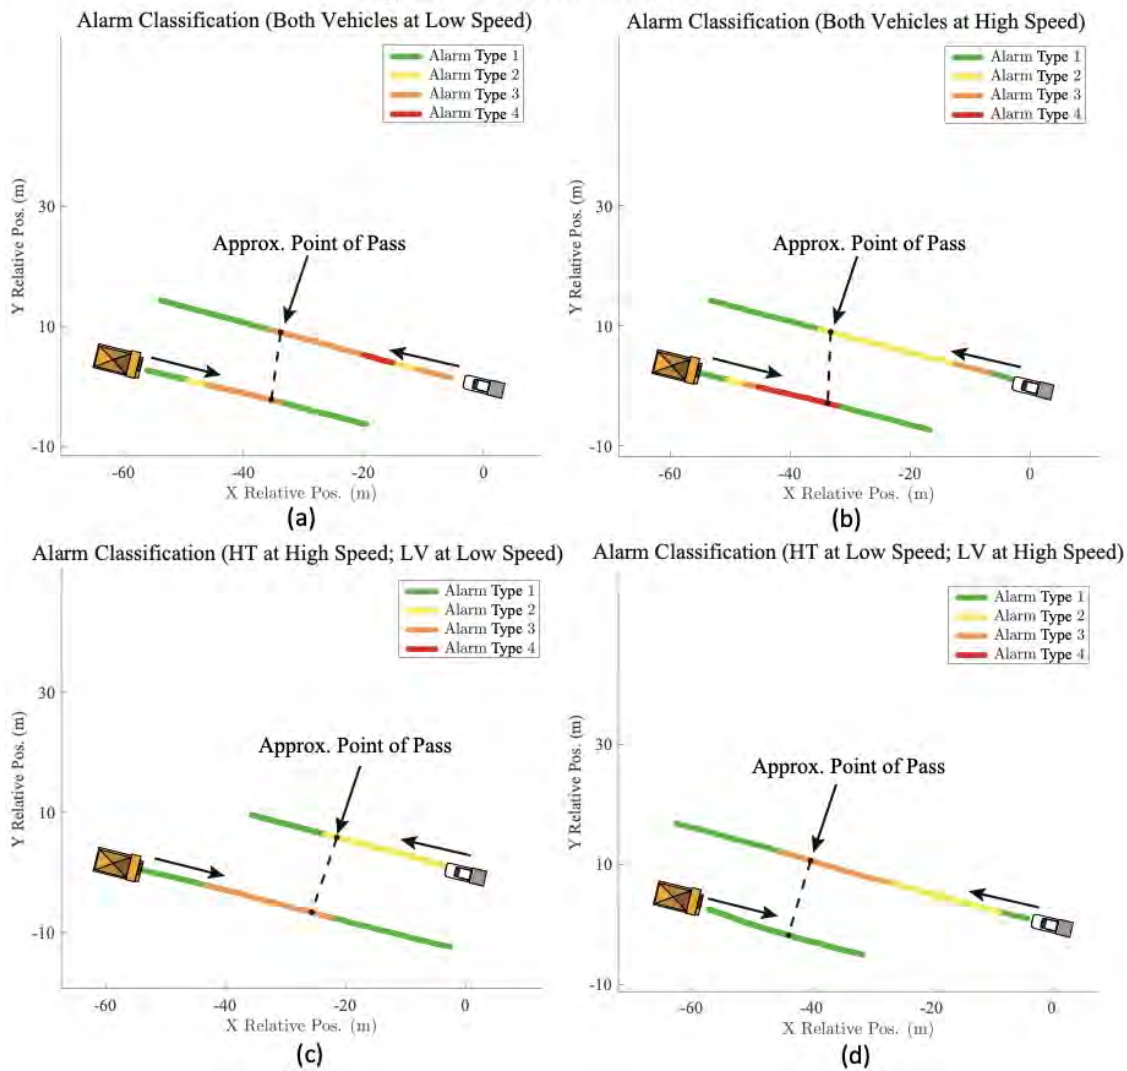 Alarm Classification (Both Vehicles at Low Speed)
Alarm Type 1
Alarm Type 2
Alarm Type 3
Alarm Type 4
Y Relative Pos. (m)
30
10
-10
Approx. Point of Pass
-60
-40
-20
0
X Relative Pos. (m)
(a)
Alarm Classification (Both Vehicles at High Speed)
Alarm Type 1
Alarm Type 2
Alarm Type 3
Alarm Type 4
Y Relative Pos. (m)
30
10
-10
Approx. Point of Pass
-60
-40
-20
0
X Relative Pos. (m)
(b)
Alarm Classification (HT at High Speed; LV at Low Speed)
Alarm Type 1
Alarm Type 2
Alarm Type 3
Alarm Type 4
Y Relative Pos. (m)
30
10
-10
Approx. Point of Pass
-60
-40
-20
0
X Relative Pos. (m)
(c)
Alarm Classification (HT at Low Speed; LV at High Speed)
Alarm Type 1
Alarm Type 2
Alarm Type 3
Alarm Type 4
Y Relative Pos. (m)
30
10
-10
Approx. Point of Pass
-60
-40
-20
0
X Relative Pos. (m)
(d)